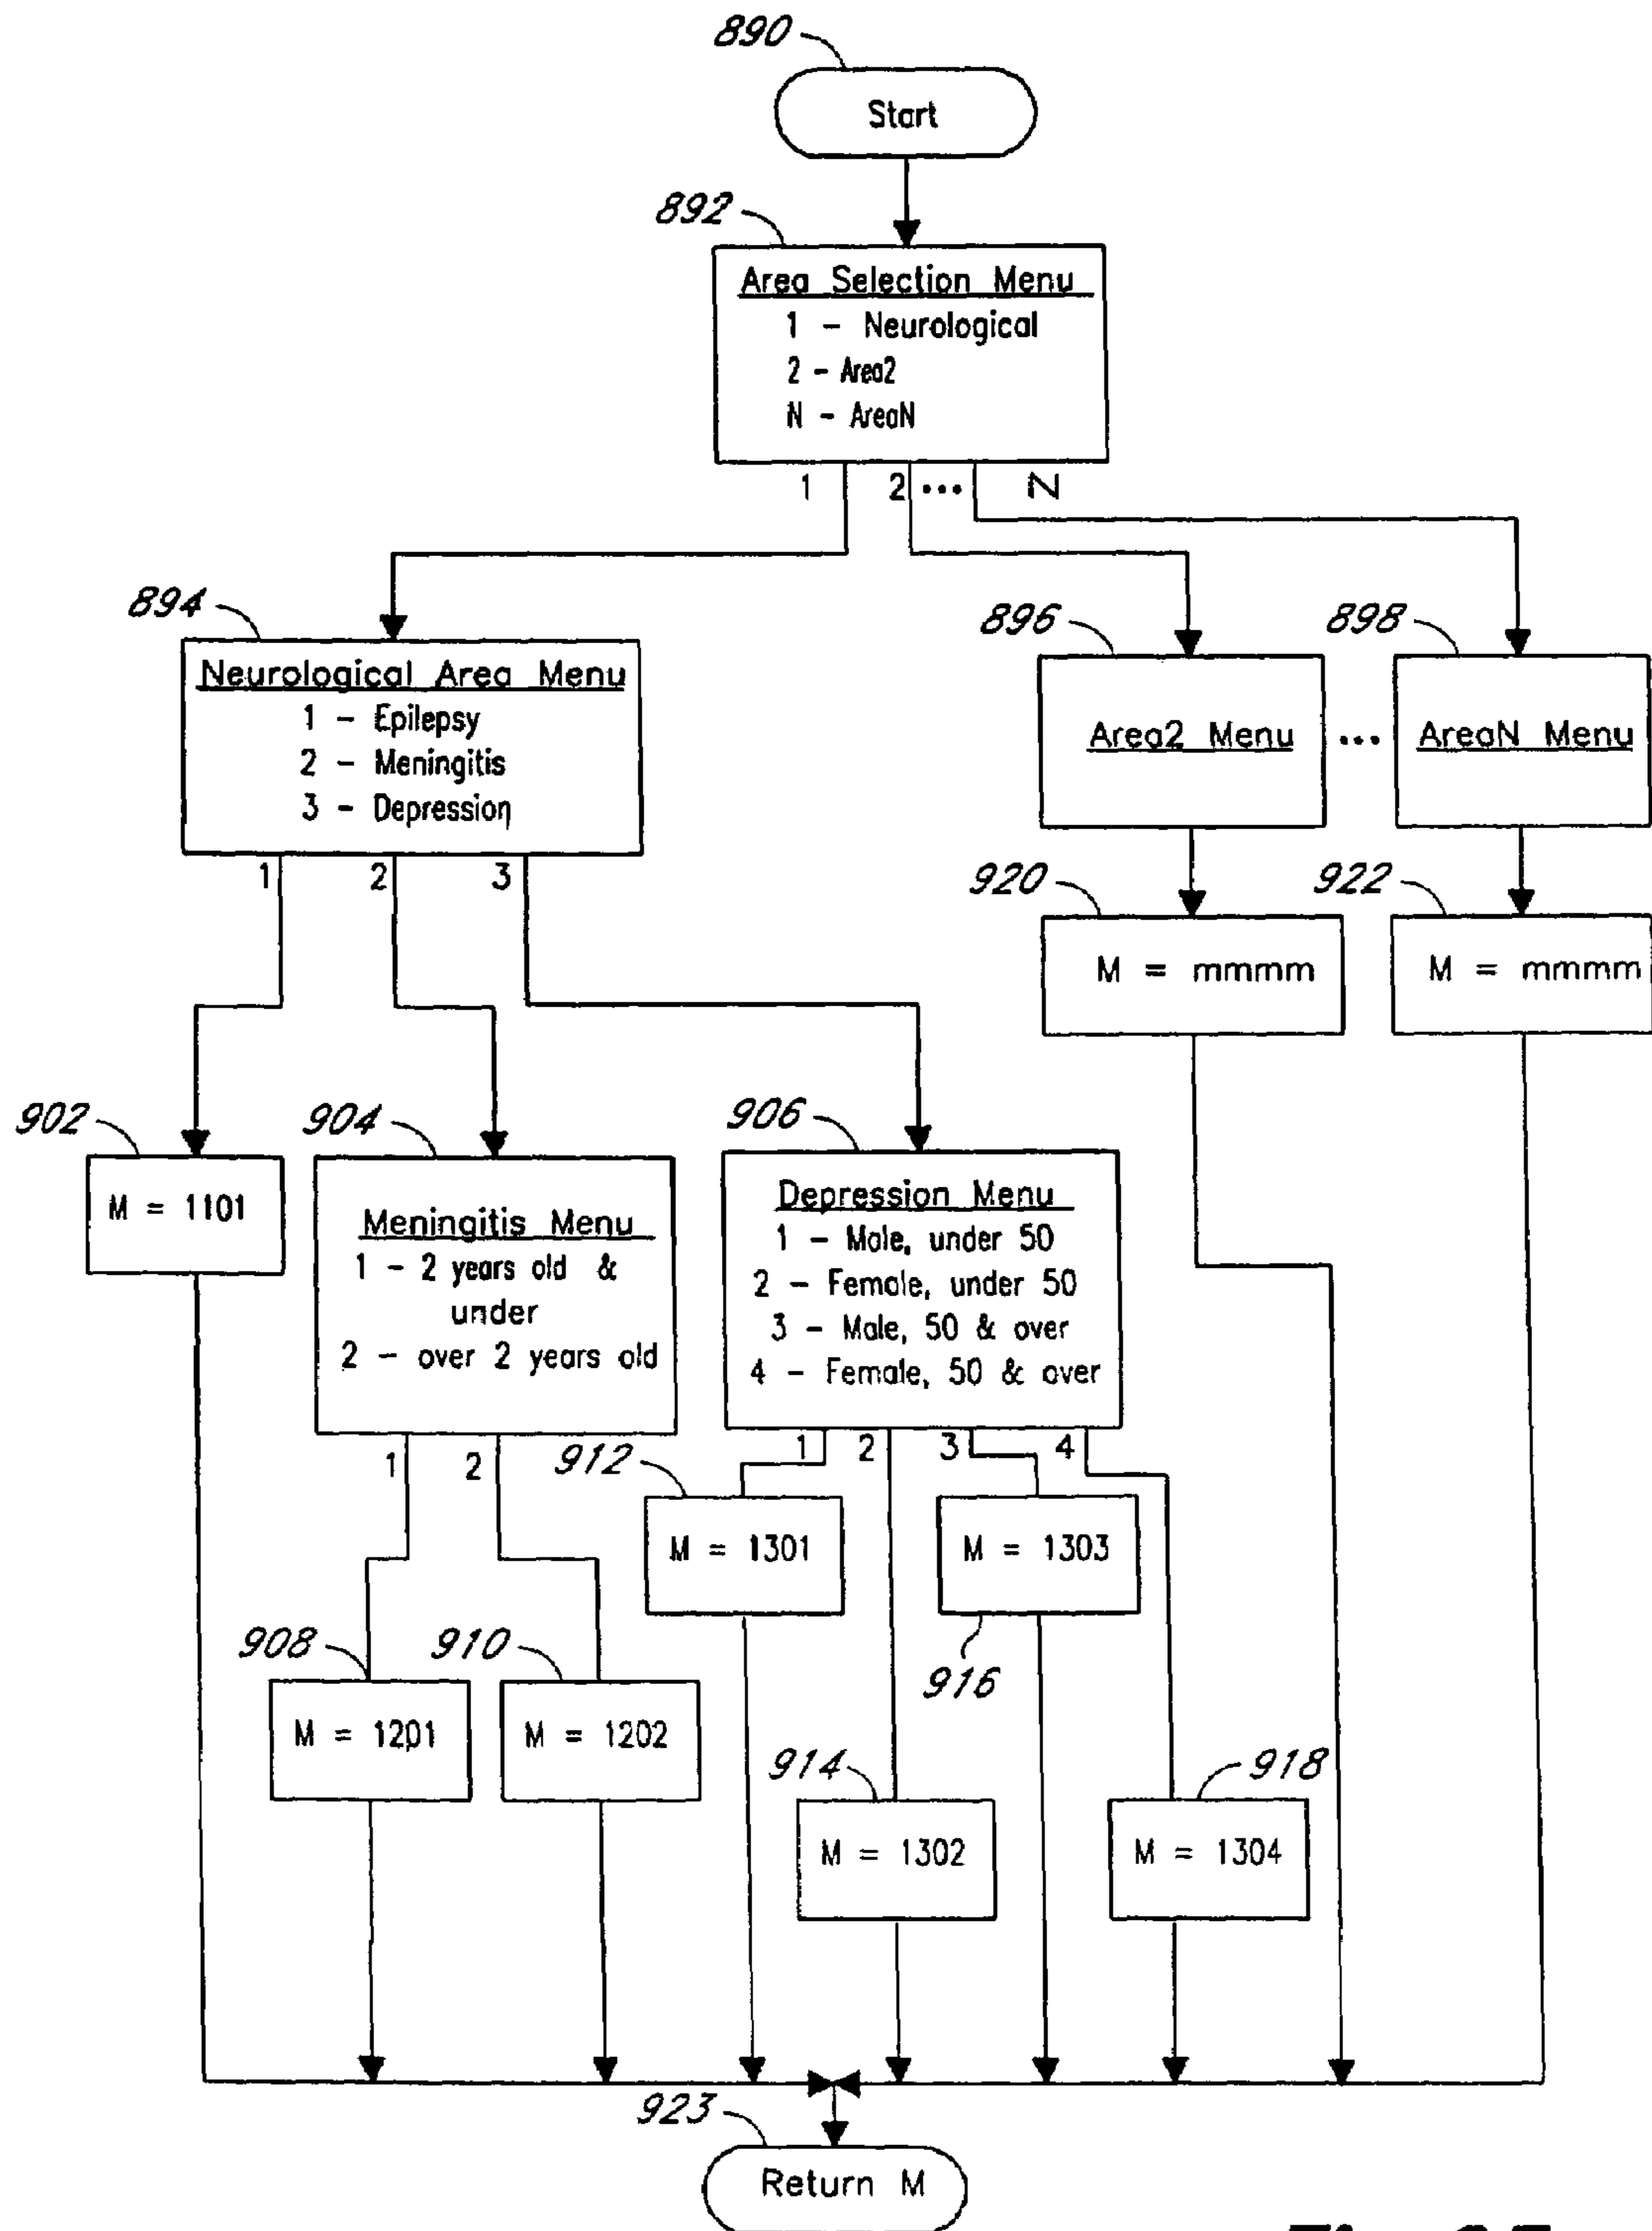 890
Start
892
Area Selection Menu
1 - Neurological
2 - Area2
N - AreaN
1 2 ... N
894
Neurological Area Menu
1 - Epilepsy
2 - Meningitis
3 - Depression
896
Area2 Menu
...
898
AreaN Menu
1 2 3
920
M = mmmm
922
M = mmmm
902
M = 1101
904
Meningitis Menu
1 - 2 years old &
under
2 - over 2 years old
906
Depression Menu
1 - Male, under 50
2 - Female, under 50
3 - Male, 50 & over
4 - Female, 50 & over
1 2
1 2 3 4
912
M = 1301
M = 1303
916
908
M = 1201
910
M = 1202
914
M = 1302
918
M = 1304
923
Return M